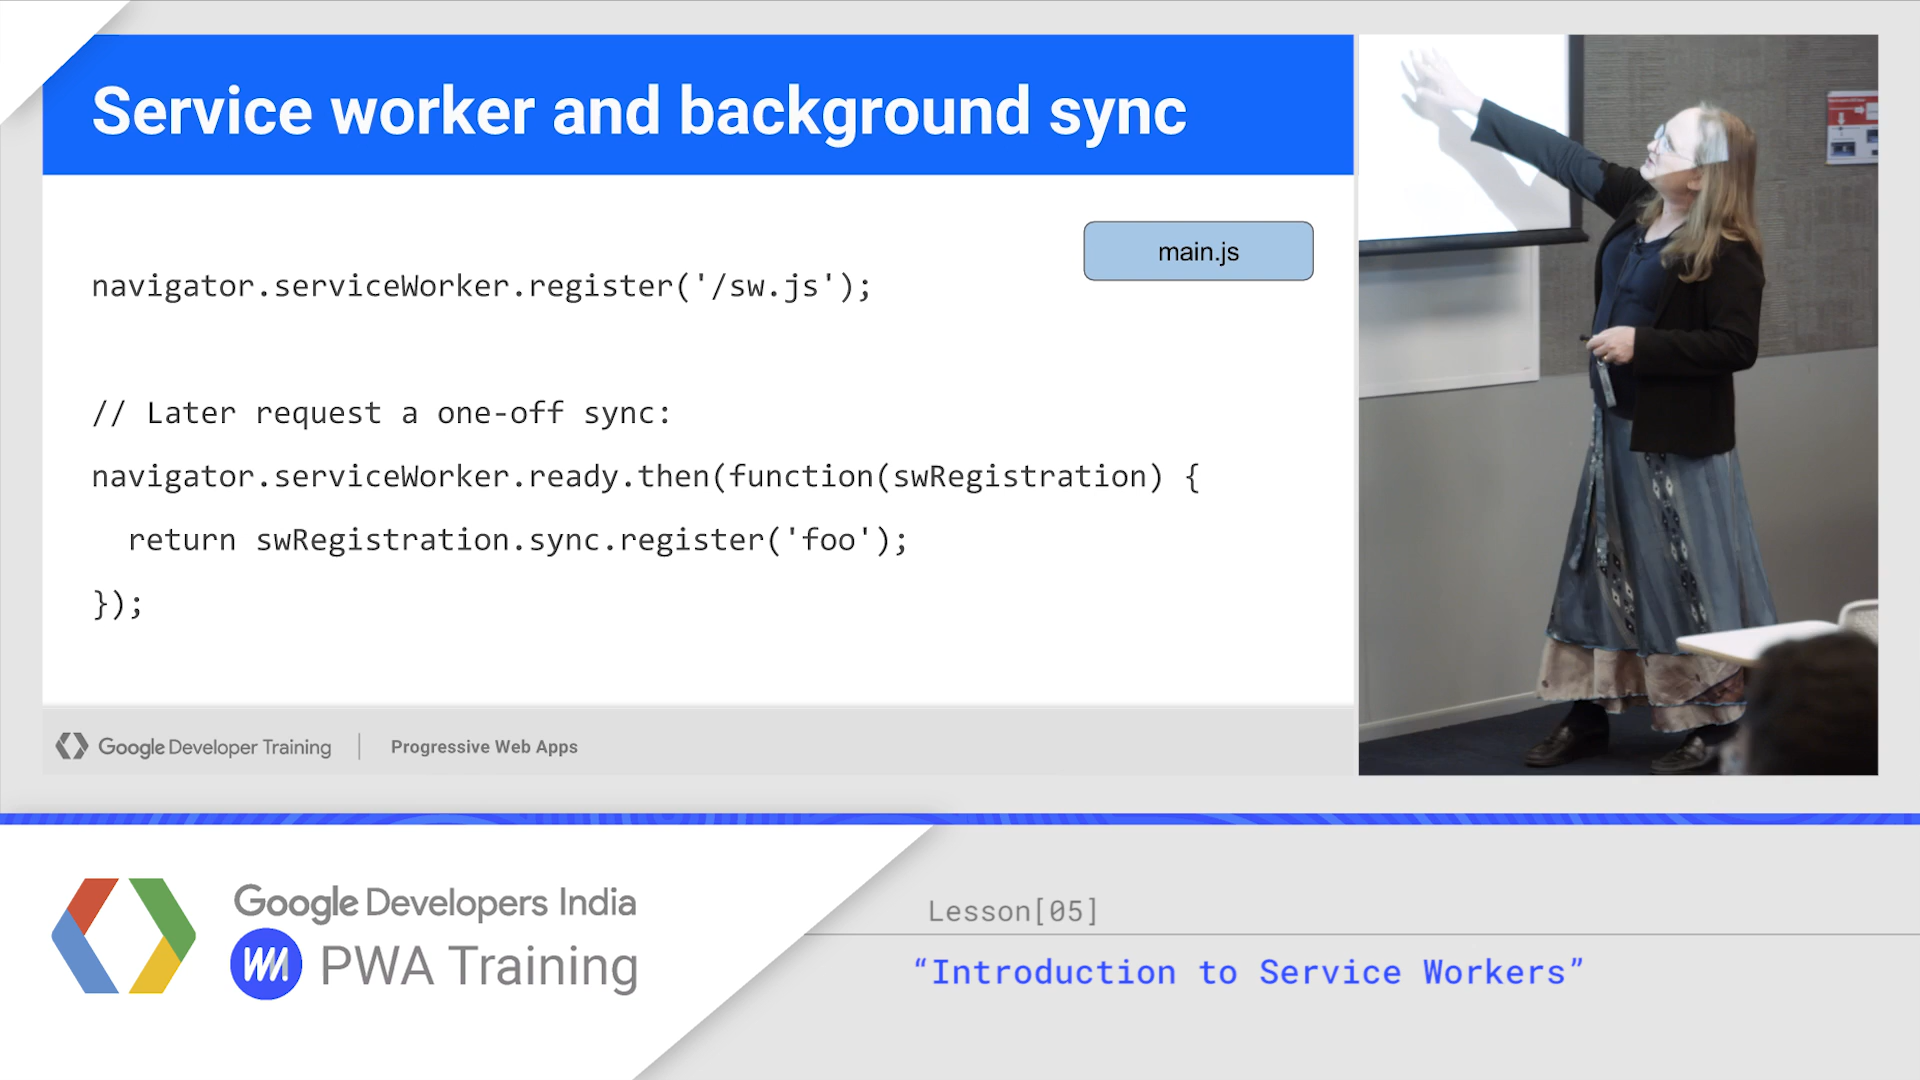 Service worker and background sync
main.js
navigator.serviceWorker.register('/sw.js');
// Later request a one-off sync:
navigator.serviceWorker.ready.then(function(swRegistration) {
return swRegistration.sync.register('foo');
});
Google Developer Training | Progressive Web Apps
Google Developers India
PWA Training
Lesson[05]
“Introduction to Service Workers”